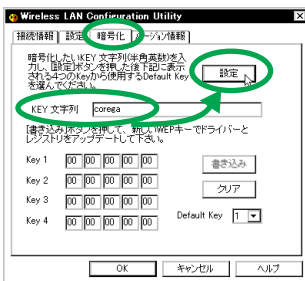 Wireless LAN Configuration Utility
接続情報 設定 暗号化 バージョン情報
暗号化したいKEY 文字列(半角英数)を入
力し、[設定]ボタンを押した後下記に表示
される4つのKeyから使用するDefault Key
を選んでください。
設定
KEY 文字列 corega
[書き込み]ボタンを押して、新しいWEPキーでドライバーと
レジストリをアップデートして下さい。
Key 1 00 00 00 00 00
書き込み
Key 2 00 00 00 00 00
クリア
Key 3 00 00 00 00 00
Key 4 00 00 00 00 00
Default Key 1
OK キャンセル ヘルプ